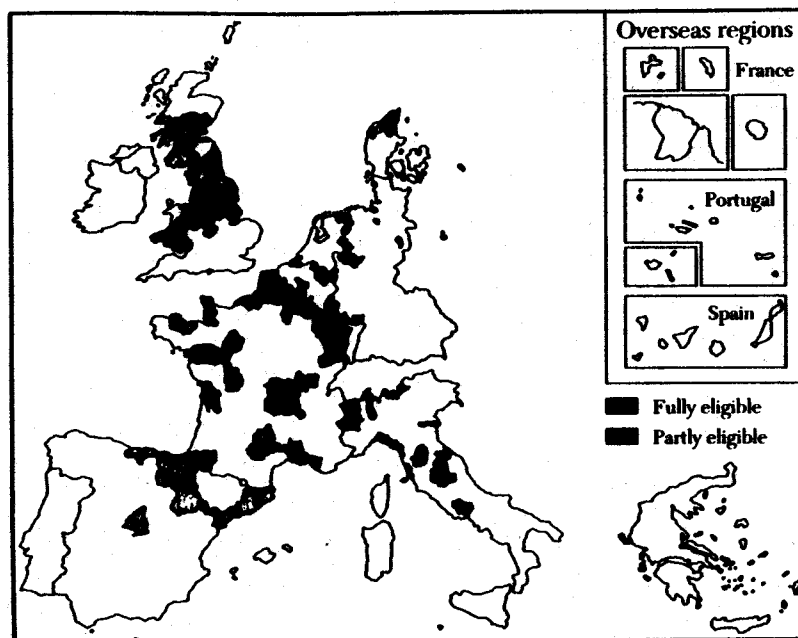 Overseas regions
France
Portugal
Spain
Fully eligible
Partly eligible